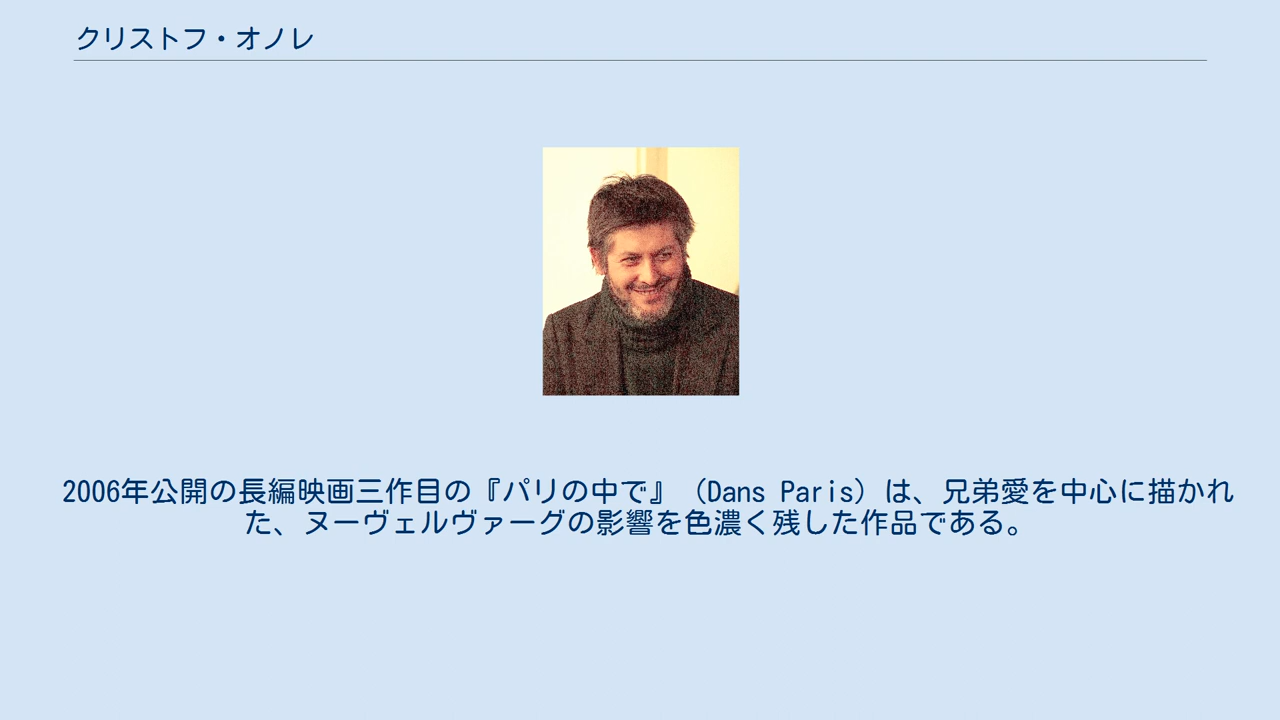 クリストフ・オノレ
2006年公開の長編映画三作目の『パリの中で』（Dans Paris）は、兄弟愛を中心に描かれ
た、ヌーヴェルヴァーグの影響を色濃く残した作品である。